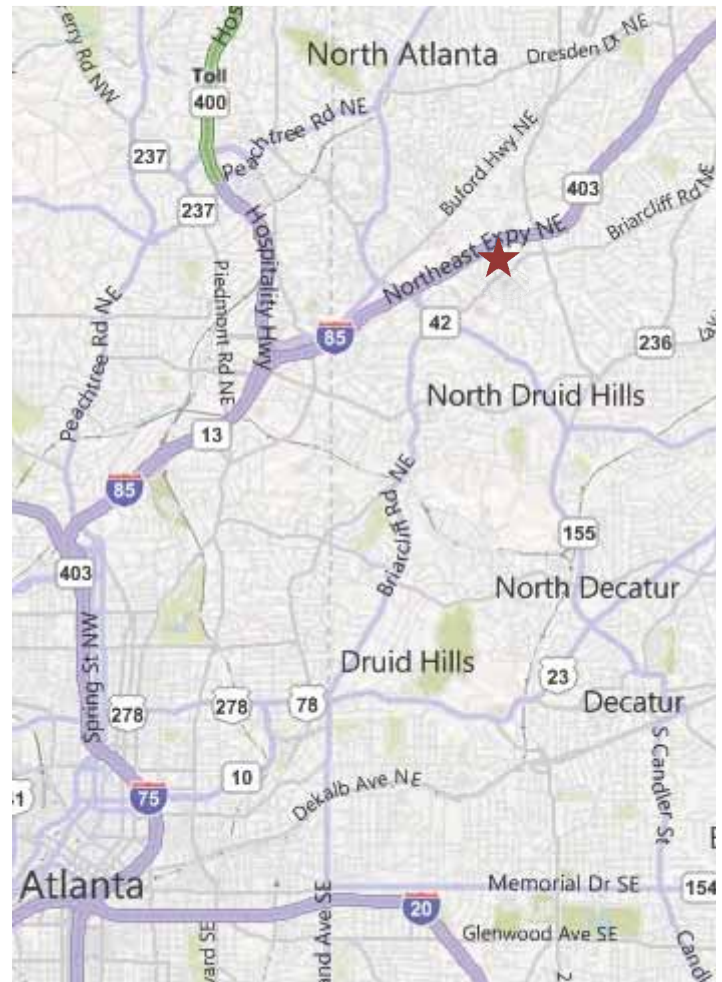 Hos
North Atlanta
Dresden Dr NE
Toll
400
Peachtree Rd NE
237
237
Buford Hwy NE
403
Briarcliff Rd NE
Northeast Expy NE
Hospitality Hwy
Piedmont Rd NE
Peachtree Rd NE
42
85
236
North Druid Hills
13
85
Briarcliff Rd NE
155
403
North Decatur
Druid Hills
23
Spring St NW
278
278
78
Decatur
S Candler St
10
75
Dekalb Ave NE
Atlanta
Memorial Dr SE
154
20
Glenwood Ave SE